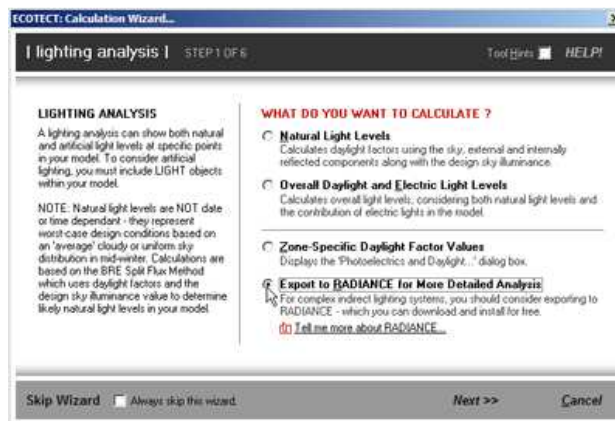 ECOTECT: Calculation Wizard...
| lighting analysis | STEP 1 OF 6
Tool Hints HELP!
LIGHTING ANALYSIS
A lighting analysis can show both natural
and artificial light levels at specific points
in your model. To consider artificial
lighting, you must include LIGHT objects
within your model.
NOTE: Natural light levels are NOT date
or time dependant - they represent
worst-case design conditions based on
an 'average' cloudy or uniform sky
distribution in mid-winter. Calculations are
based on the BRE Split Flux Method
which uses daylight factors and the
design sky illuminance value to determine
likely natural light levels in your model.
WHAT DO YOU WANT TO CALCULATE ?
Natural Light Levels
Calculates daylight factors using the sky, external and internally
reflected components along with the design sky illuminance.
Overall Daylight and Electric Light Levels
Calculates overall light levels, considering both natural light levels and
the contribution of electric lights in the model.
Zone-Specific Daylight Factor Values
Displays the 'Photoelectrics and Daylight...' dialog box.
Export to RADIANCE for More Detailed Analysis
For complex indirect lighting systems, you should consider exporting to
RADIANCE - which you can download and install for free.
Tell me more about RADIANCE...
Skip Wizard Always skip this wizard.
Next >> Cancel